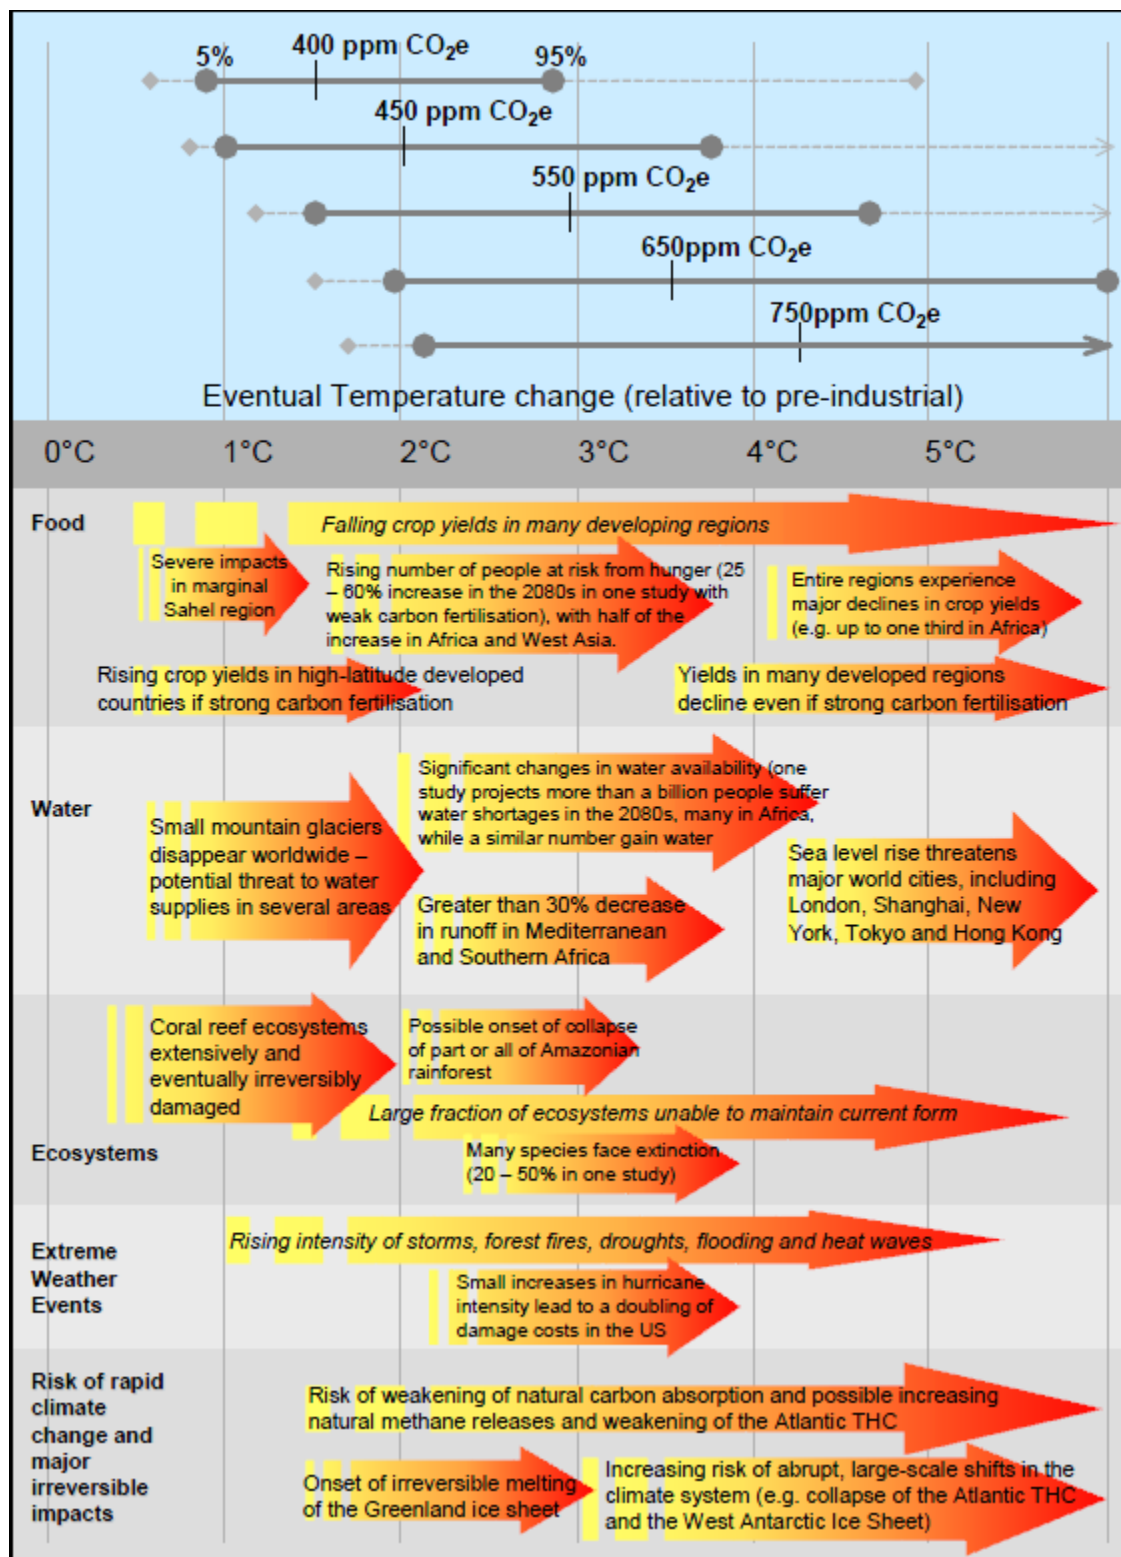 400 ppm CO₂e
5%
95%
450 ppm CO₂e
550 ppm CO₂e
650ppm CO₂e
750ppm CO₂e
Eventual Temperature change (relative to pre-industrial)
0°C 1°C 2°C 3°C 4°C 5°C
Food
Falling crop yields in many developing regions
Severe impacts
in marginal
Sahel region
Rising number of people at risk from hunger (25
– 60% increase in the 2080s in one study with
weak carbon fertilisation), with half of the
increase in Africa and West Asia.
Entire regions experience
major declines in crop yields
(e.g. up to one third in Africa)
Rising crop yields in high-latitude developed
countries if strong carbon fertilisation
Yields in many developed regions
decline even if strong carbon fertilisation
Water
Small mountain glaciers
disappear worldwide –
potential threat to water
supplies in several areas
Significant changes in water availability (one
study projects more than a billion people suffer
water shortages in the 2080s, many in Africa,
while a similar number gain water
Greater than 30% decrease
in runoff in Mediterranean
and Southern Africa
Sea level rise threatens
major world cities, including
London, Shanghai, New
York, Tokyo and Hong Kong
Ecosystems
Coral reef ecosystems
extensively and
eventually irreversibly
damaged
Possible onset of collapse
of part or all of Amazonian
rainforest
Large fraction of ecosystems unable to maintain current form
Many species face extinction
(20 – 50% in one study)
Extreme
Weather
Events
Rising intensity of storms, forest fires, droughts, flooding and heat waves
Small increases in hurricane
intensity lead to a doubling of
damage costs in the US
Risk of rapid
climate
change and
major
irreversible
impacts
Risk of weakening of natural carbon absorption and possible increasing
natural methane releases and weakening of the Atlantic THC
Onset of irreversible melting
of the Greenland ice sheet
Increasing risk of abrupt, large-scale shifts in the
climate system (e.g. collapse of the Atlantic THC
and the West Antarctic Ice Sheet)